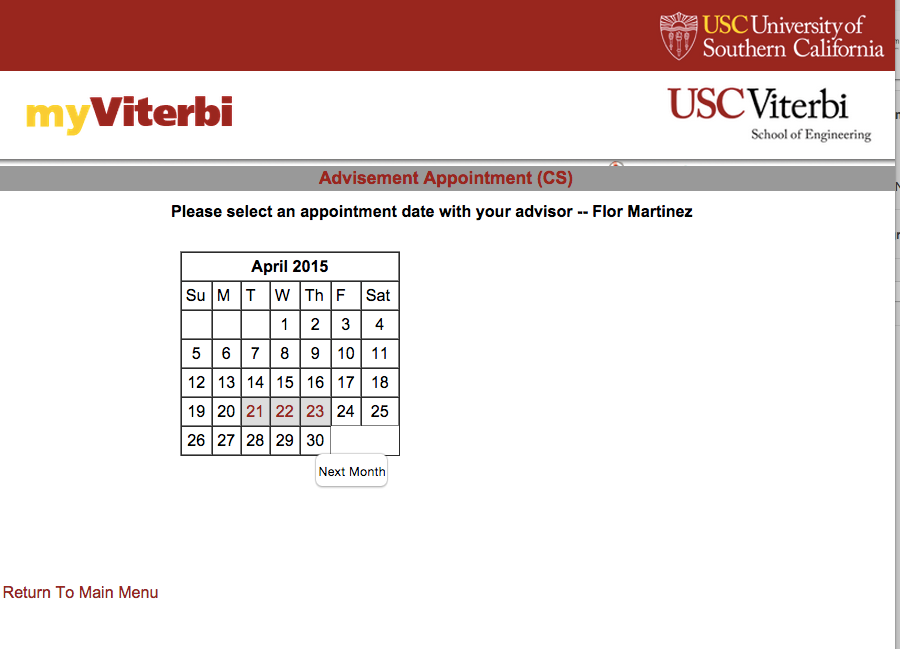 USC University of
Southern California
myViterbi
USC Viterbi
School of Engineering
Advisement Appointment (CS)
Please select an appointment date with your advisor -- Flor Martinez
April 2015
Su M T W Th F Sat
1 2 3 4
5 6 7 8 9 10 11
12 13 14 15 16 17 18
19 20 21 22 23 24 25
26 27 28 29 30
Next Month
Return To Main Menu